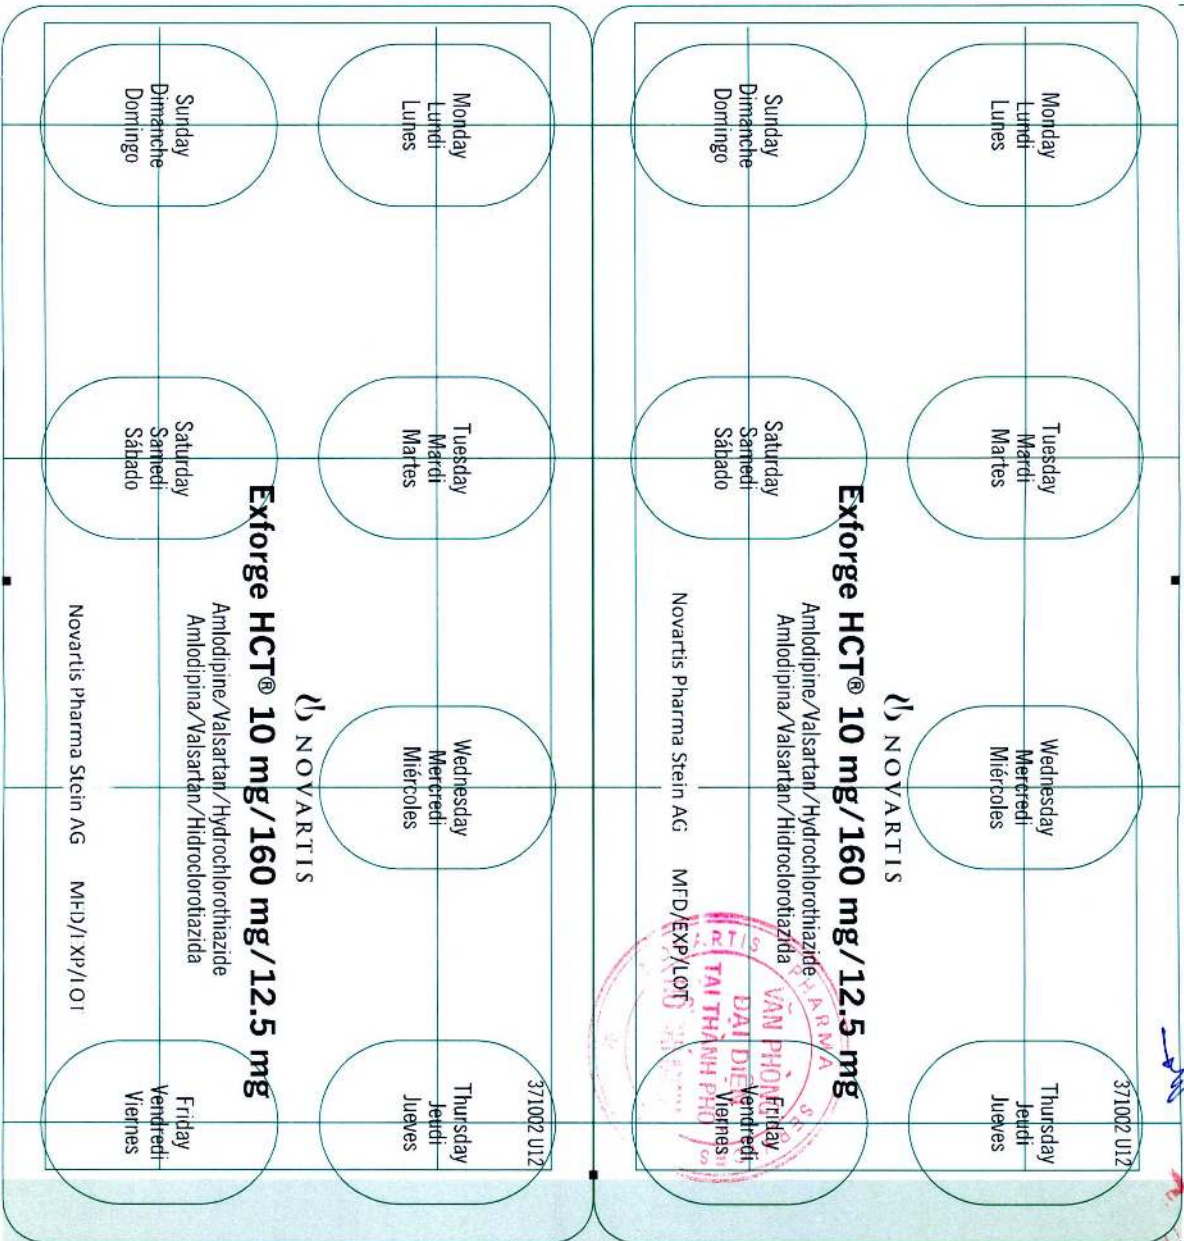 371002 U12
Monday
Lundi
Lunes
Tuesday
Mardi
Martes
Wednesday
Mercredi
Miércoles
Thursday
Jeudi
Jueves
NOVARTIS
Exforge HCT® 10 mg/160 mg/12.5 mg
Amlodipine/Valsartan/Hydrochlorothiazide
Amlodipina/Valsartan/Hidroclorotiazida
Sunday
Dimanche
Domingo
Saturday
Samedi
Sábado
Friday
Vendredi
Viernes
Novartis Pharma Stein AG MFD/EXP/LOT
PHARMA
VĂN PHÒNG
ĐẠI DIỆN
TẠI THÀNH PHỐ
371002 U12
Monday
Lundi
Lunes
Tuesday
Mardi
Martes
Wednesday
Mercredi
Miércoles
Thursday
Jeudi
Jueves
NOVARTIS
Exforge HCT® 10 mg/160 mg/12.5 mg
Amlodipine/Valsartan/Hydrochlorothiazide
Amlodipina/Valsartan/Hidroclorotiazida
Sunday
Dimanche
Domingo
Saturday
Samedi
Sábado
Friday
Vendredi
Viernes
Novartis Pharma Stein AG MFD/EXP/LOT